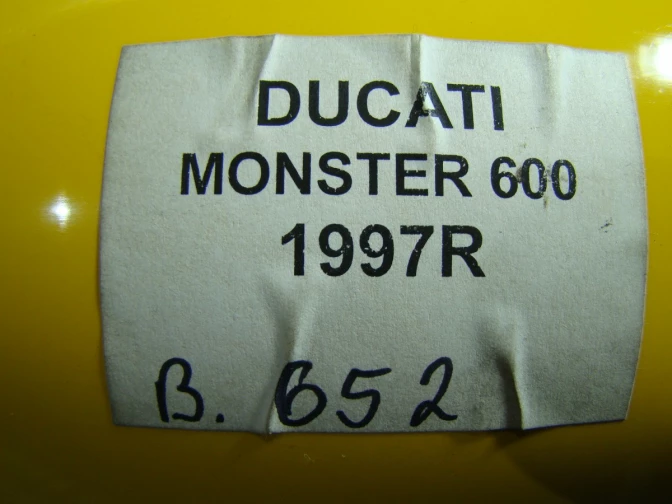 DUCATI
MONSTER 600
1997R
B. 652